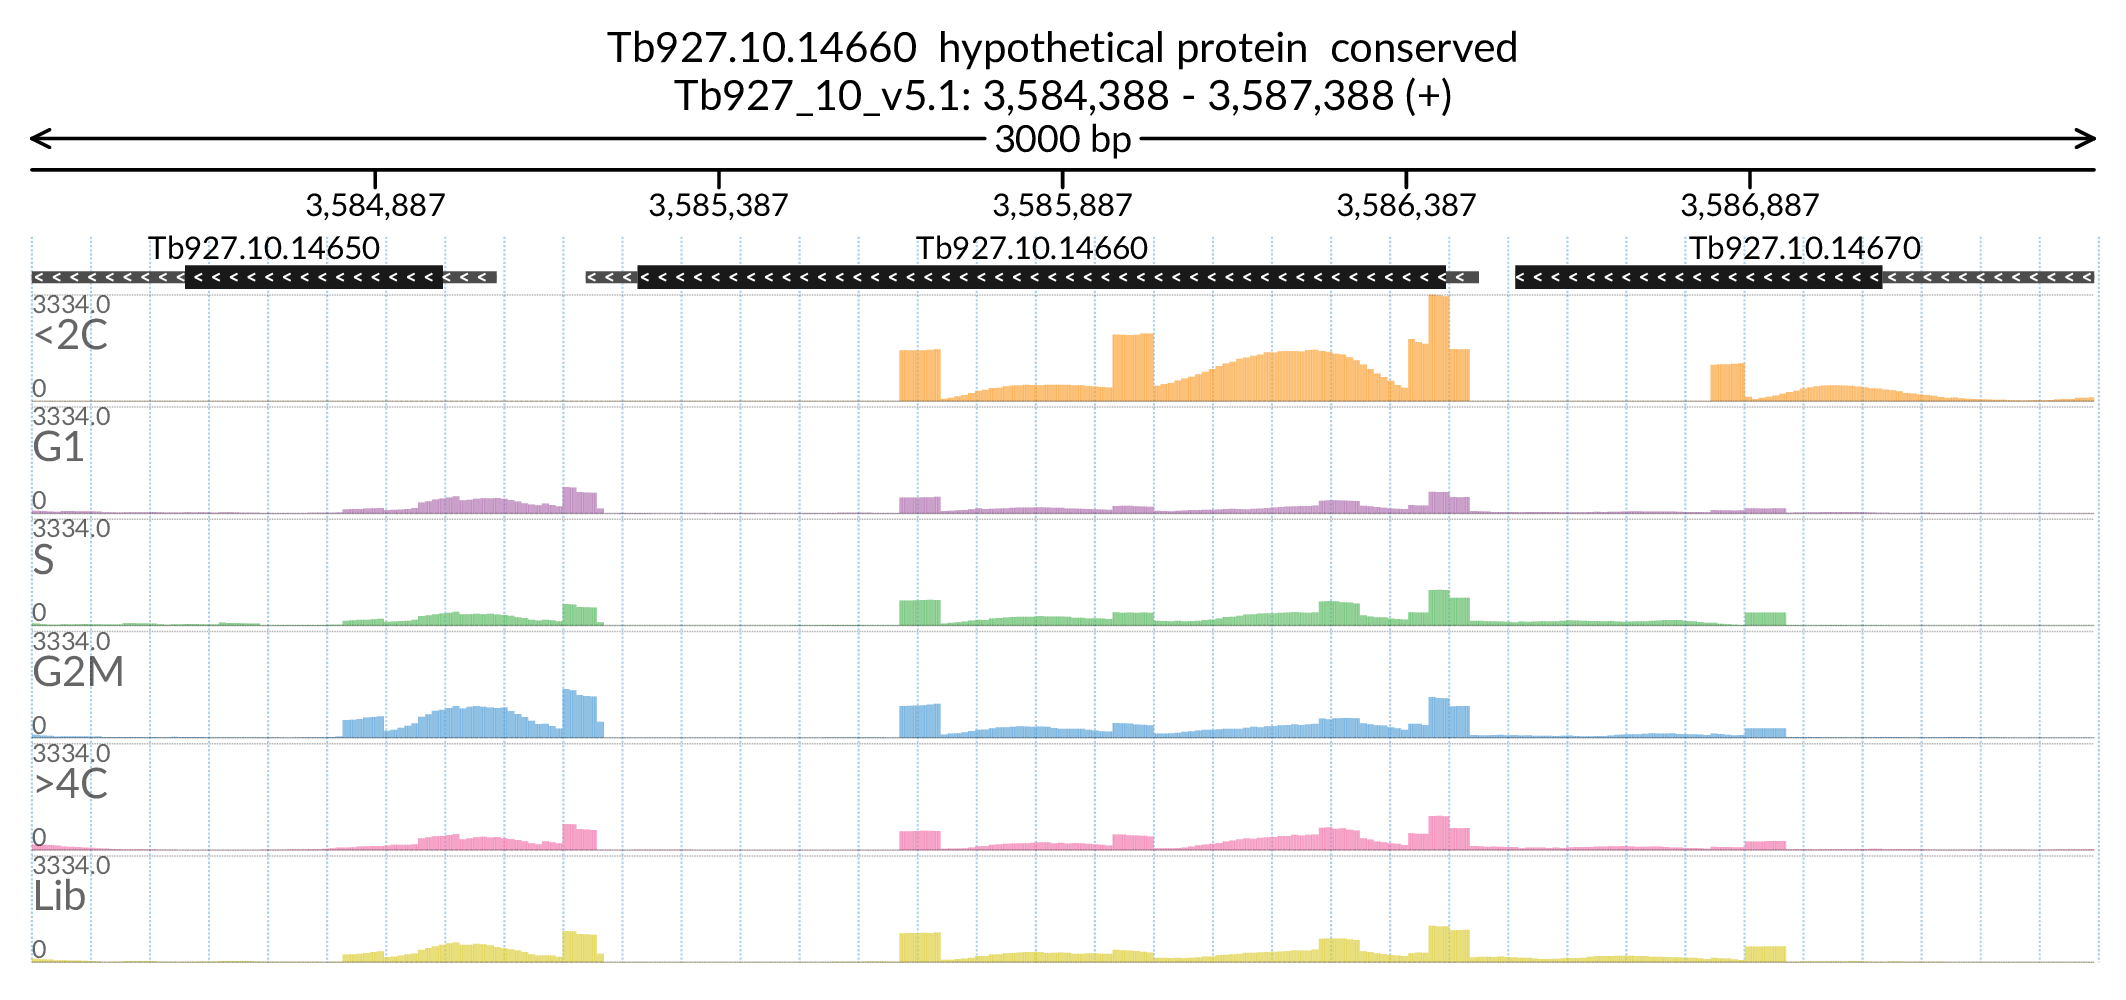 Tb927.10.14660 hypothetical protein conserved
Tb927_10_v5.1: 3,584,388 - 3,587,388 (+)
3000 bp
3,584,887 3,585,387 3,585,887 3,586,387 3,586,887
Tb927.10.14650 Tb927.10.14660 Tb927.10.14670
3334.0
<2C
0
3334.0
G1
0
3334.0
S
0
3334.0
G2M
0
3334.0
>4C
0
3334.0
Lib
0